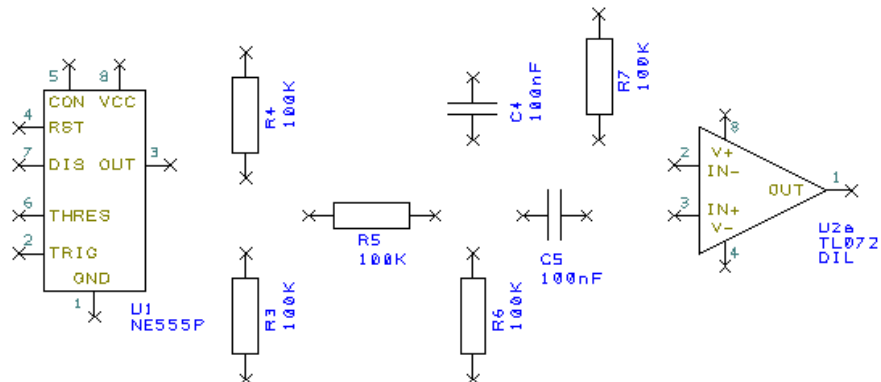 5
8
CON VCC
4
RST
7
DIS OUT
3
6
THRES
2
TRIG
GND
1
U1
NE555P
R4
100K
R3
100K
R5
100K
C4
100nF
R7
100K
C5
100nF
R6
100K
8
V+
2
IN-
OUT
1
3
IN+
V-
4
U2a
TL072
DIL